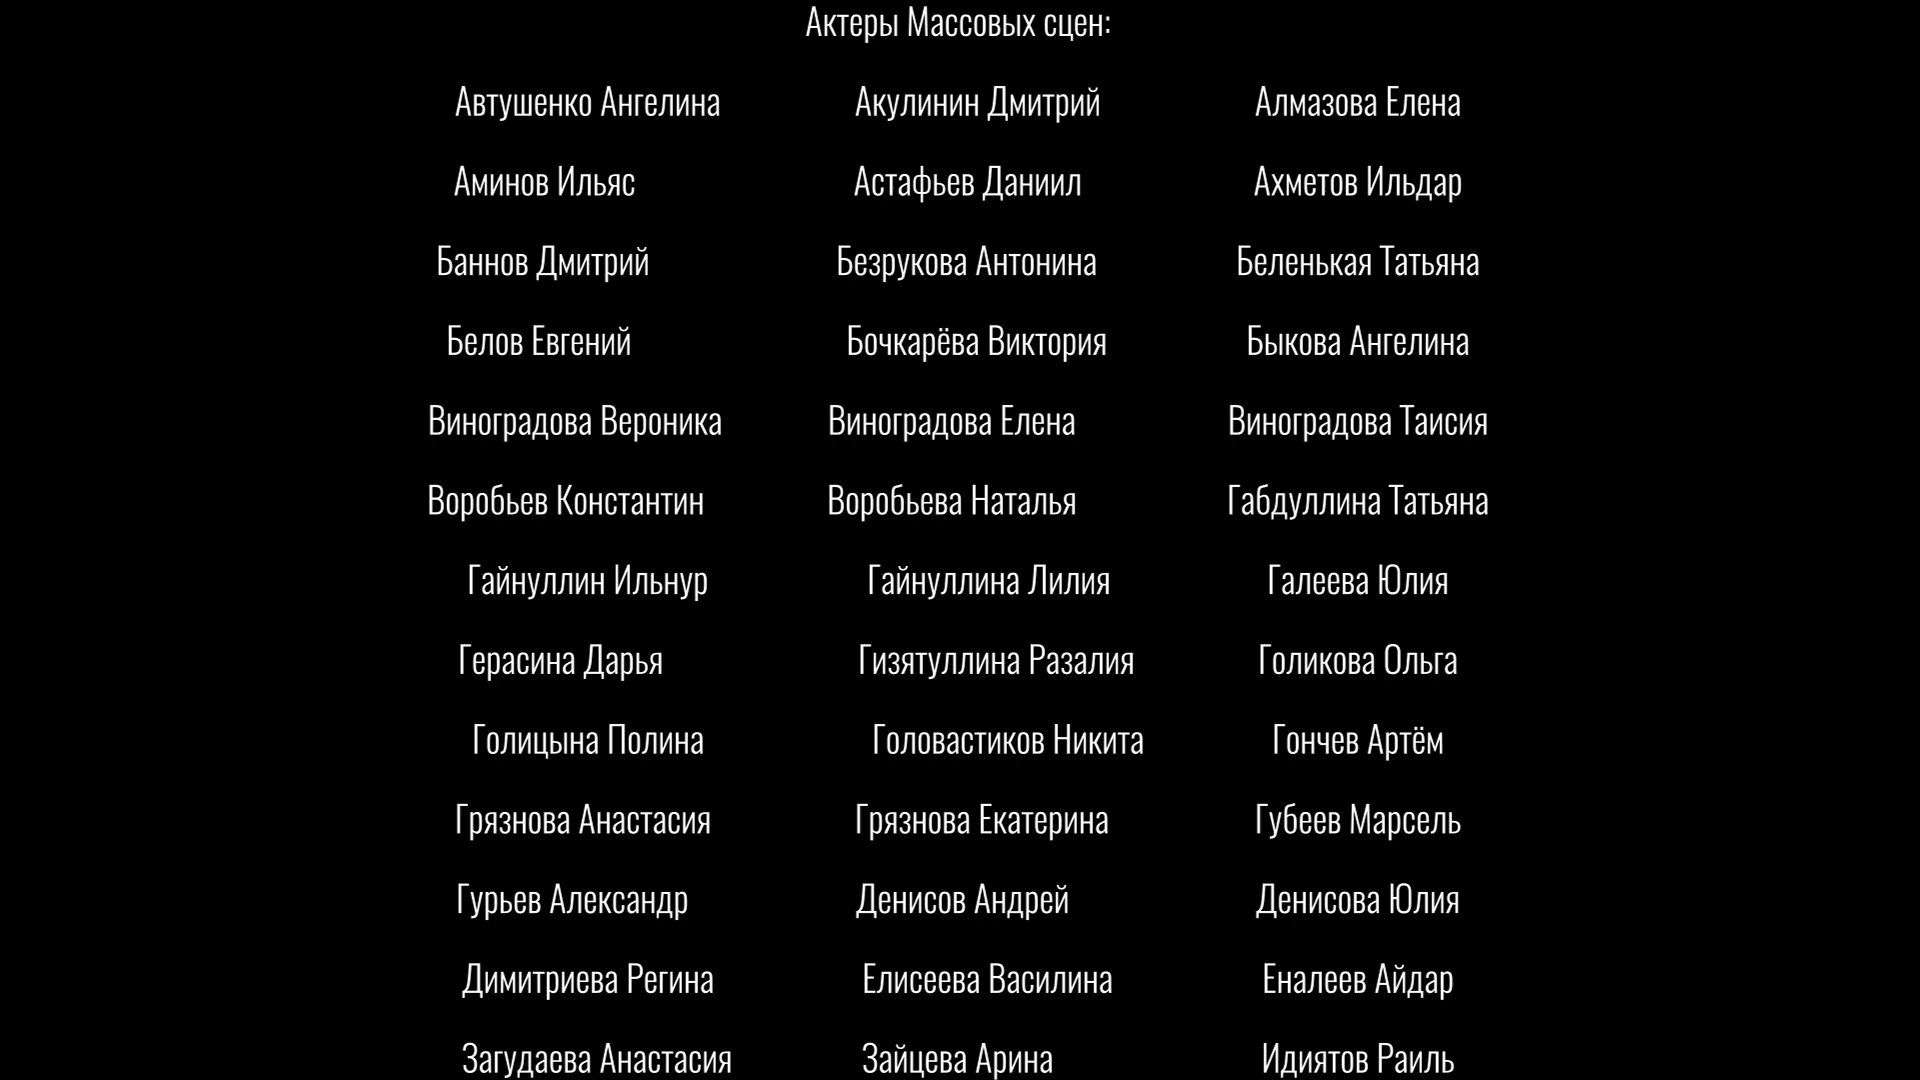 Актеры Массовых сцен:
Автушенко Ангелина Акулинин Дмитрий Алмазова Елена
Аминов Ильяс Астафьев Даниил Ахметов Ильдар
Баннов Дмитрий Безрукова Антонина Беленькая Татьяна
Белов Евгений Бочкарёва Виктория Быкова Ангелина
Виноградова Вероника Виноградова Елена Виноградова Таисия
Воробьев Константин Воробьева Наталья Габдуллина Татьяна
Гайнуллин Ильнур Гайнуллина Лилия Галеева Юлия
Герасина Дарья Гизятуллина Разалия Голикова Ольга
Голицына Полина Головастиков Никита Гончев Артём
Грязнова Анастасия Грязнова Екатерина Губеев Марсель
Гурьев Александр Денисов Андрей Денисова Юлия
Димитриева Регина Елисеева Василина Еналеев Айдар
Загудаева Анастасия Зайцева Арина Идиятов Раиль